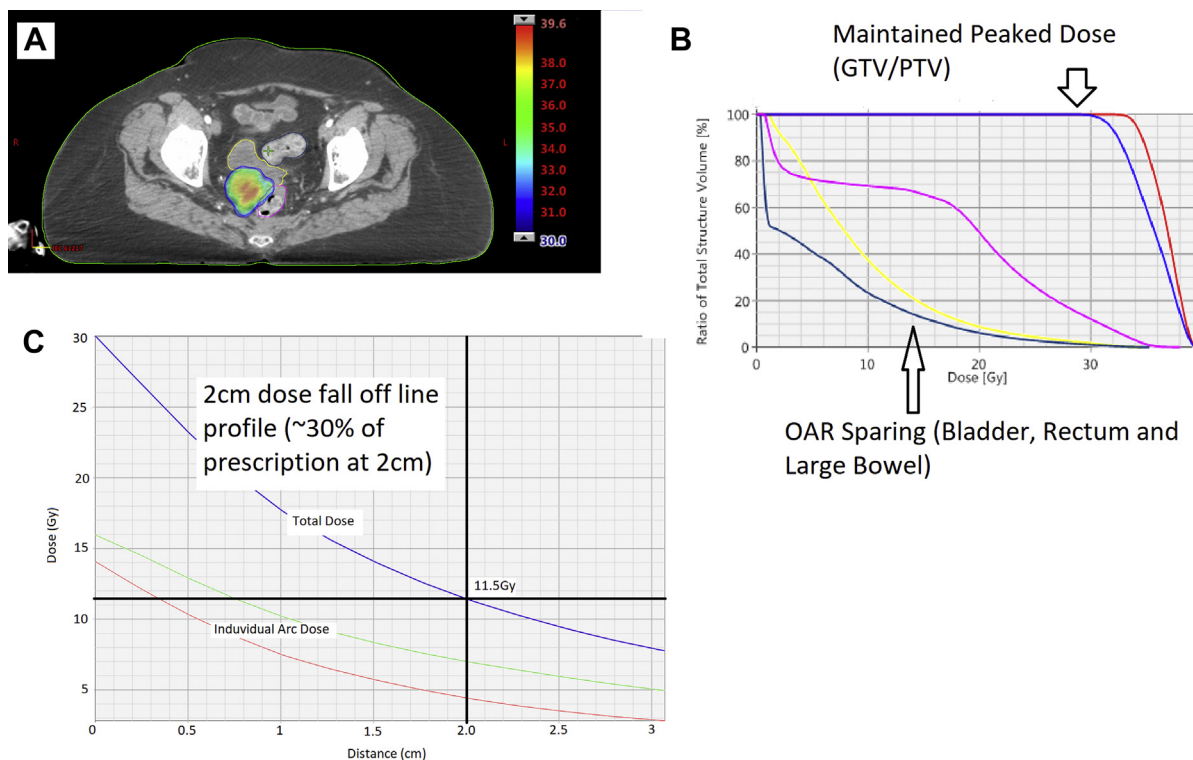 A
R
L
39.6
38.0
37.0
36.0
35.0
34.0
33.0
32.0
31.0
30.0
B
Maintained Peaked Dose
(GTV/PTV)
Ratio of Total Structure Volume [%]
100
80
60
40
20
0
0
10
20
30
Dose [Gy]
OAR Sparing (Bladder, Rectum and
Large Bowel)
C
2cm dose fall off line
profile (~30% of
prescription at 2cm)
Total Dose
11.5Gy
Induvidual Arc Dose
Dose (Gy)
30
25
20
15
10
5
0
0.5
1
1.5
2.0
2.5
3
Distance (cm)